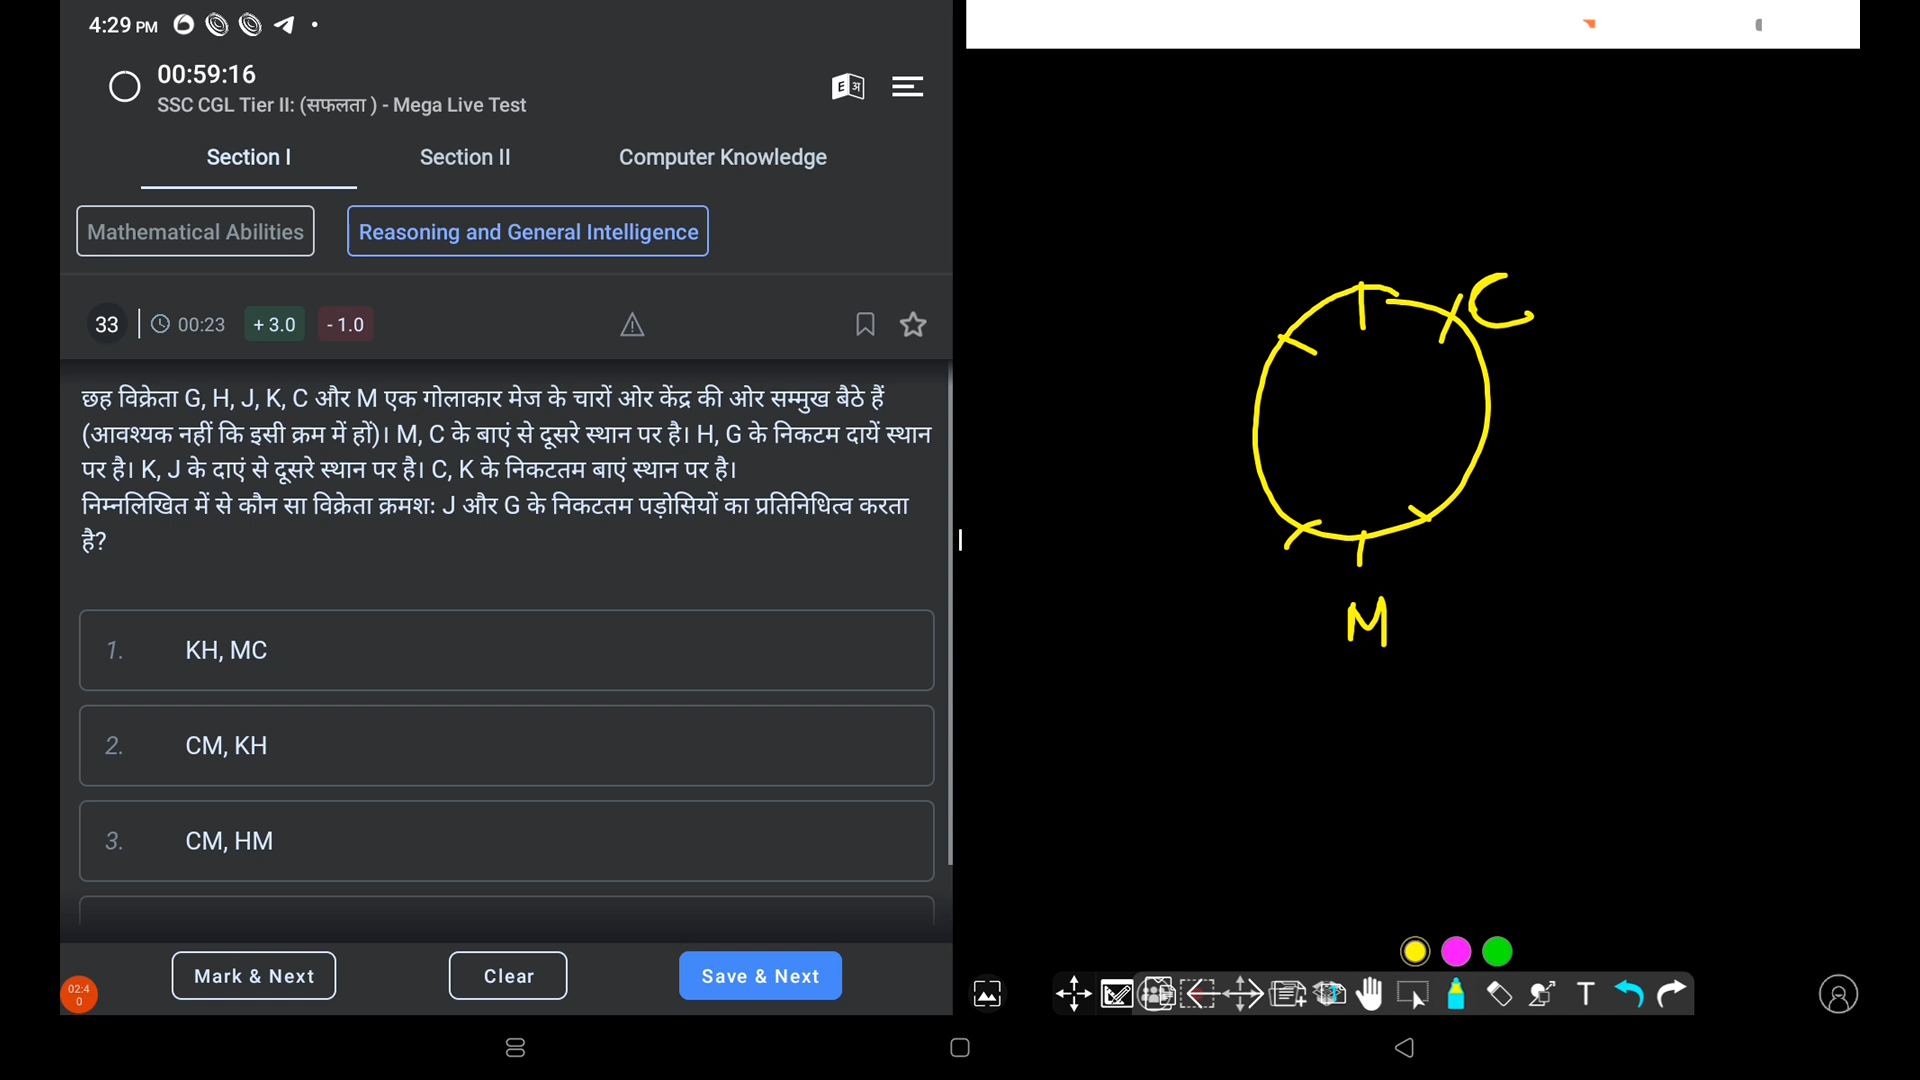 4:29 PM
00:59:16
SSC CGL Tier II: (सफलता ) - Mega Live Test
E अ
Section I
Section II
Computer Knowledge
Mathematical Abilities
Reasoning and General Intelligence
33
00:23
+ 3.0
- 1.0
छह विक्रेता G, H, J, K, C और M एक गोलाकार मेज के चारों ओर केंद्र की ओर सम्मुख बैठे हैं
(आवश्यक नहीं कि इसी क्रम में हों)। M, C के बाएं से दूसरे स्थान पर है। H, G के निकटम दायें स्थान
पर है। K, J के दाएं से दूसरे स्थान पर है। C, K के निकटतम बाएं स्थान पर है।
निम्नलिखित में से कौन सा विक्रेता क्रमशः J और G के निकटतम पड़ोसियों का प्रतिनिधित्व करता
है?
1. KH, MC
2. CM, KH
3. CM, HM
Mark & Next
Clear
Save & Next
02:4
0
C
M
T